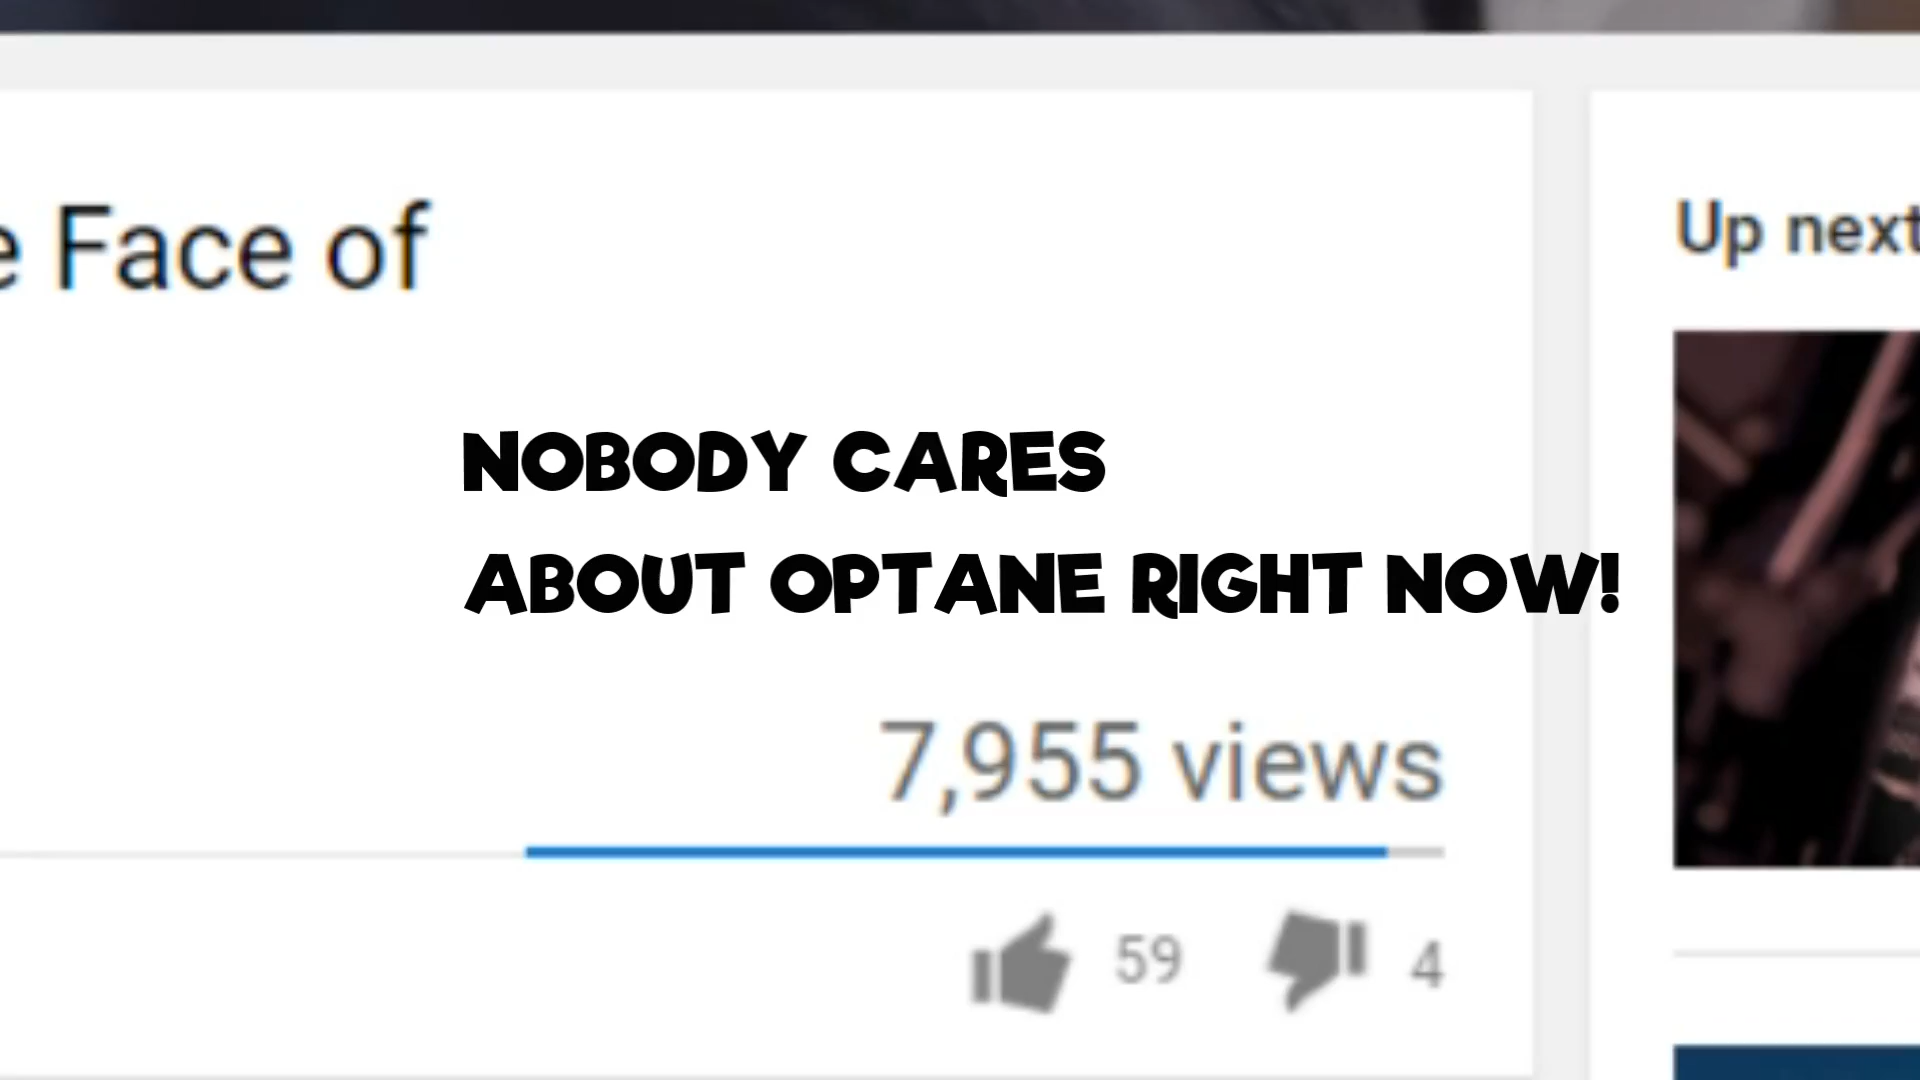 e Face of
Up next
NOBODY CARES
ABOUT OPTANE RIGHT NOW!
7,955 views
59
4